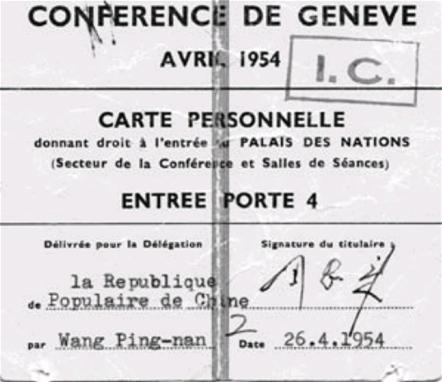 CONFERENCE DE GENEVE
AVRIL 1954
I.C.
CARTE PERSONNELLE
donnant droit à l'entrée au PALAIS DES NATIONS
(Secteur de la Conférence et Salles de Séances)
ENTREE PORTE 4
Délivrée pour la Délégation
Signature du titulaire :
la Republique
de Populaire de Chine
par Wang Ping-nan
2
Date 26.4.1954